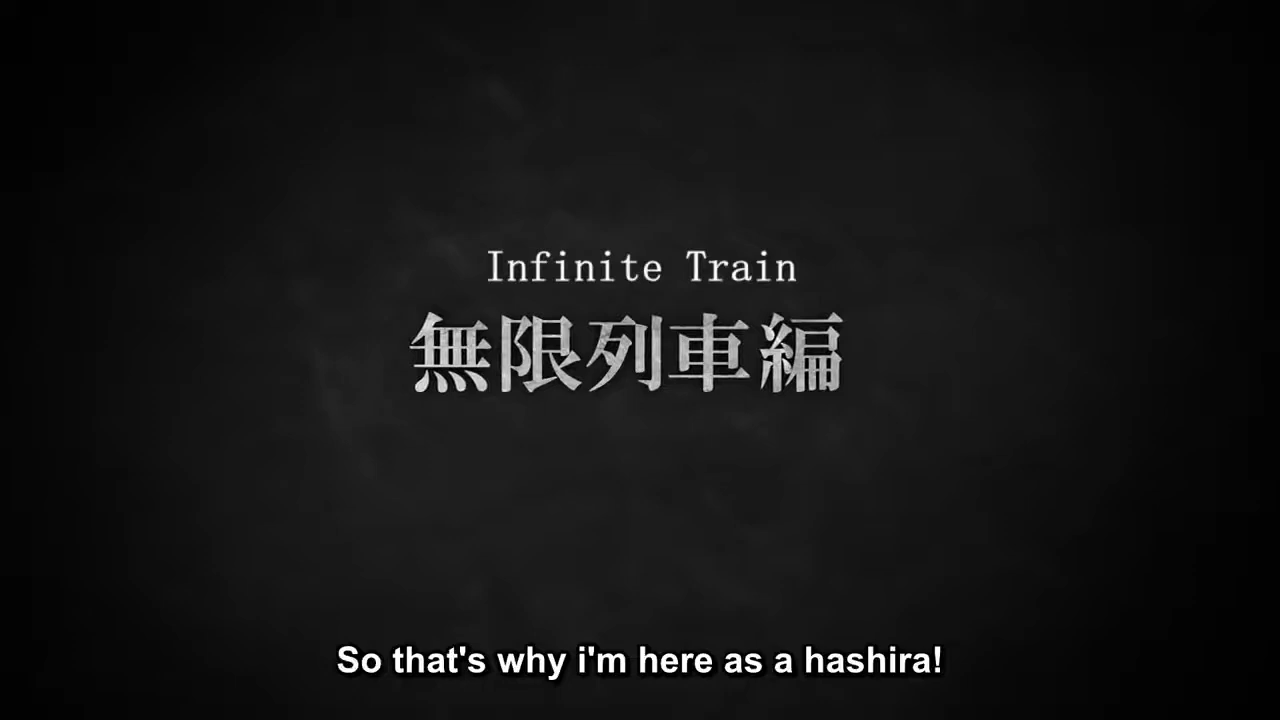 Infinite Train
無限列車編
So that's why i'm here as a hashira!